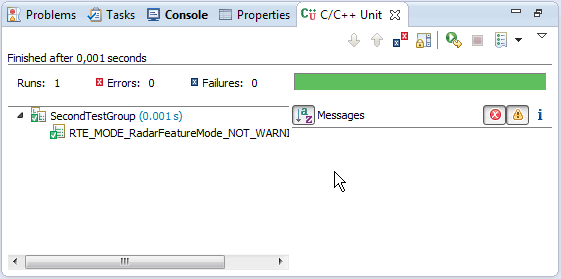 Problems Tasks Console Properties C/C++ Unit
Finished after 0,001 seconds
Runs: 1 Errors: 0 Failures: 0
SecondTestGroup (0.001 s) Messages
RTE_MODE_RadarFeatureMode_NOT_WARNI